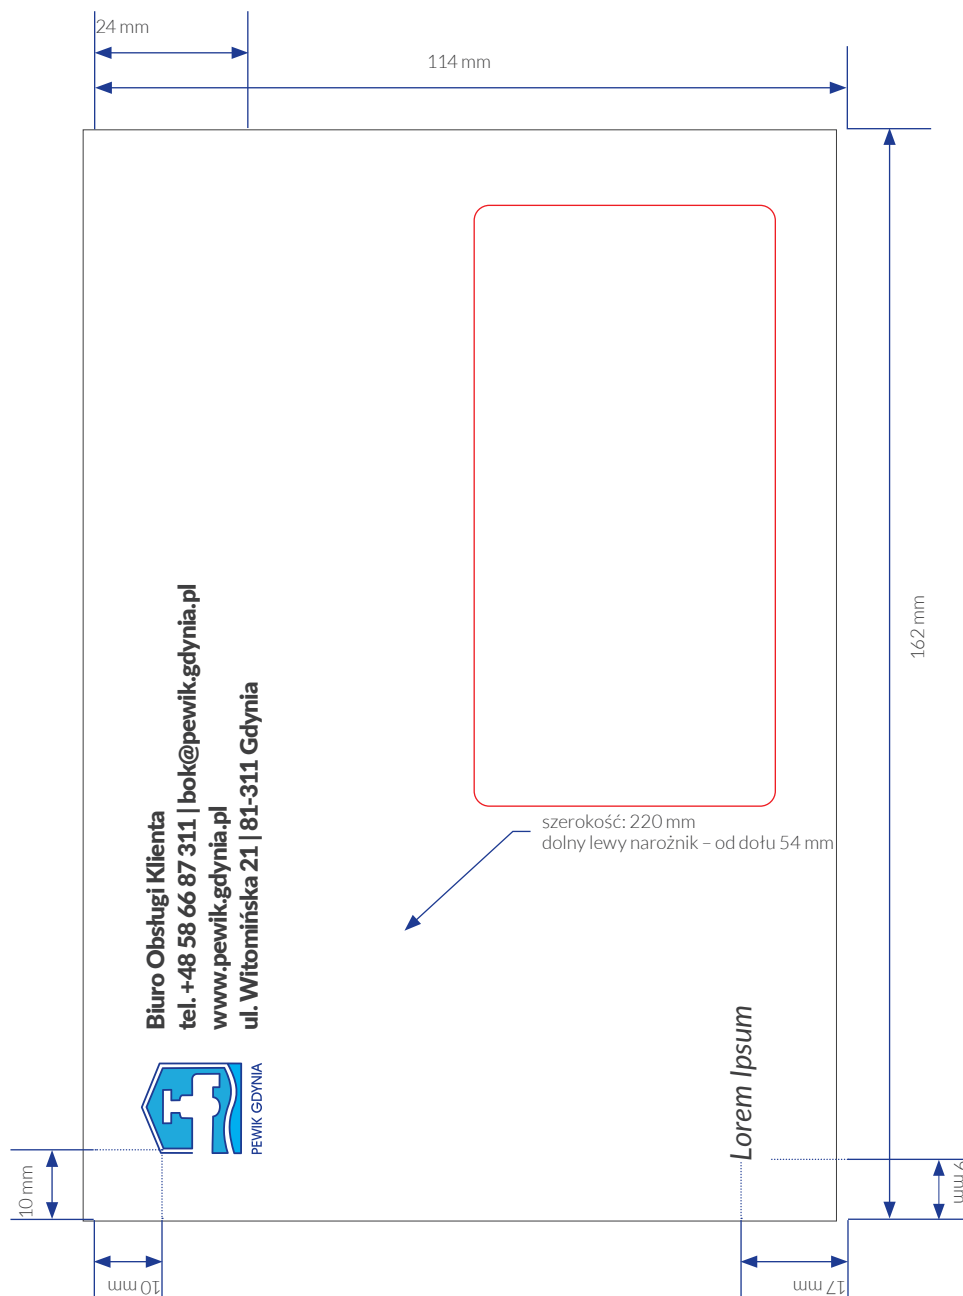 24 mm
114 mm
162 mm
Biuro Obsługi Klienta
tel. +48 58 66 87 311 | bok@pewik.gdynia.pl
www.pewik.gdynia.pl
ul. Witomińska 21 | 81-311 Gdynia
PEWIK GDYNIA
szerokość: 220 mm
dolny lewy narożnik – od dołu 54 mm
Lorem Ipsum
10 mm
10 mm
17 mm
9 mm